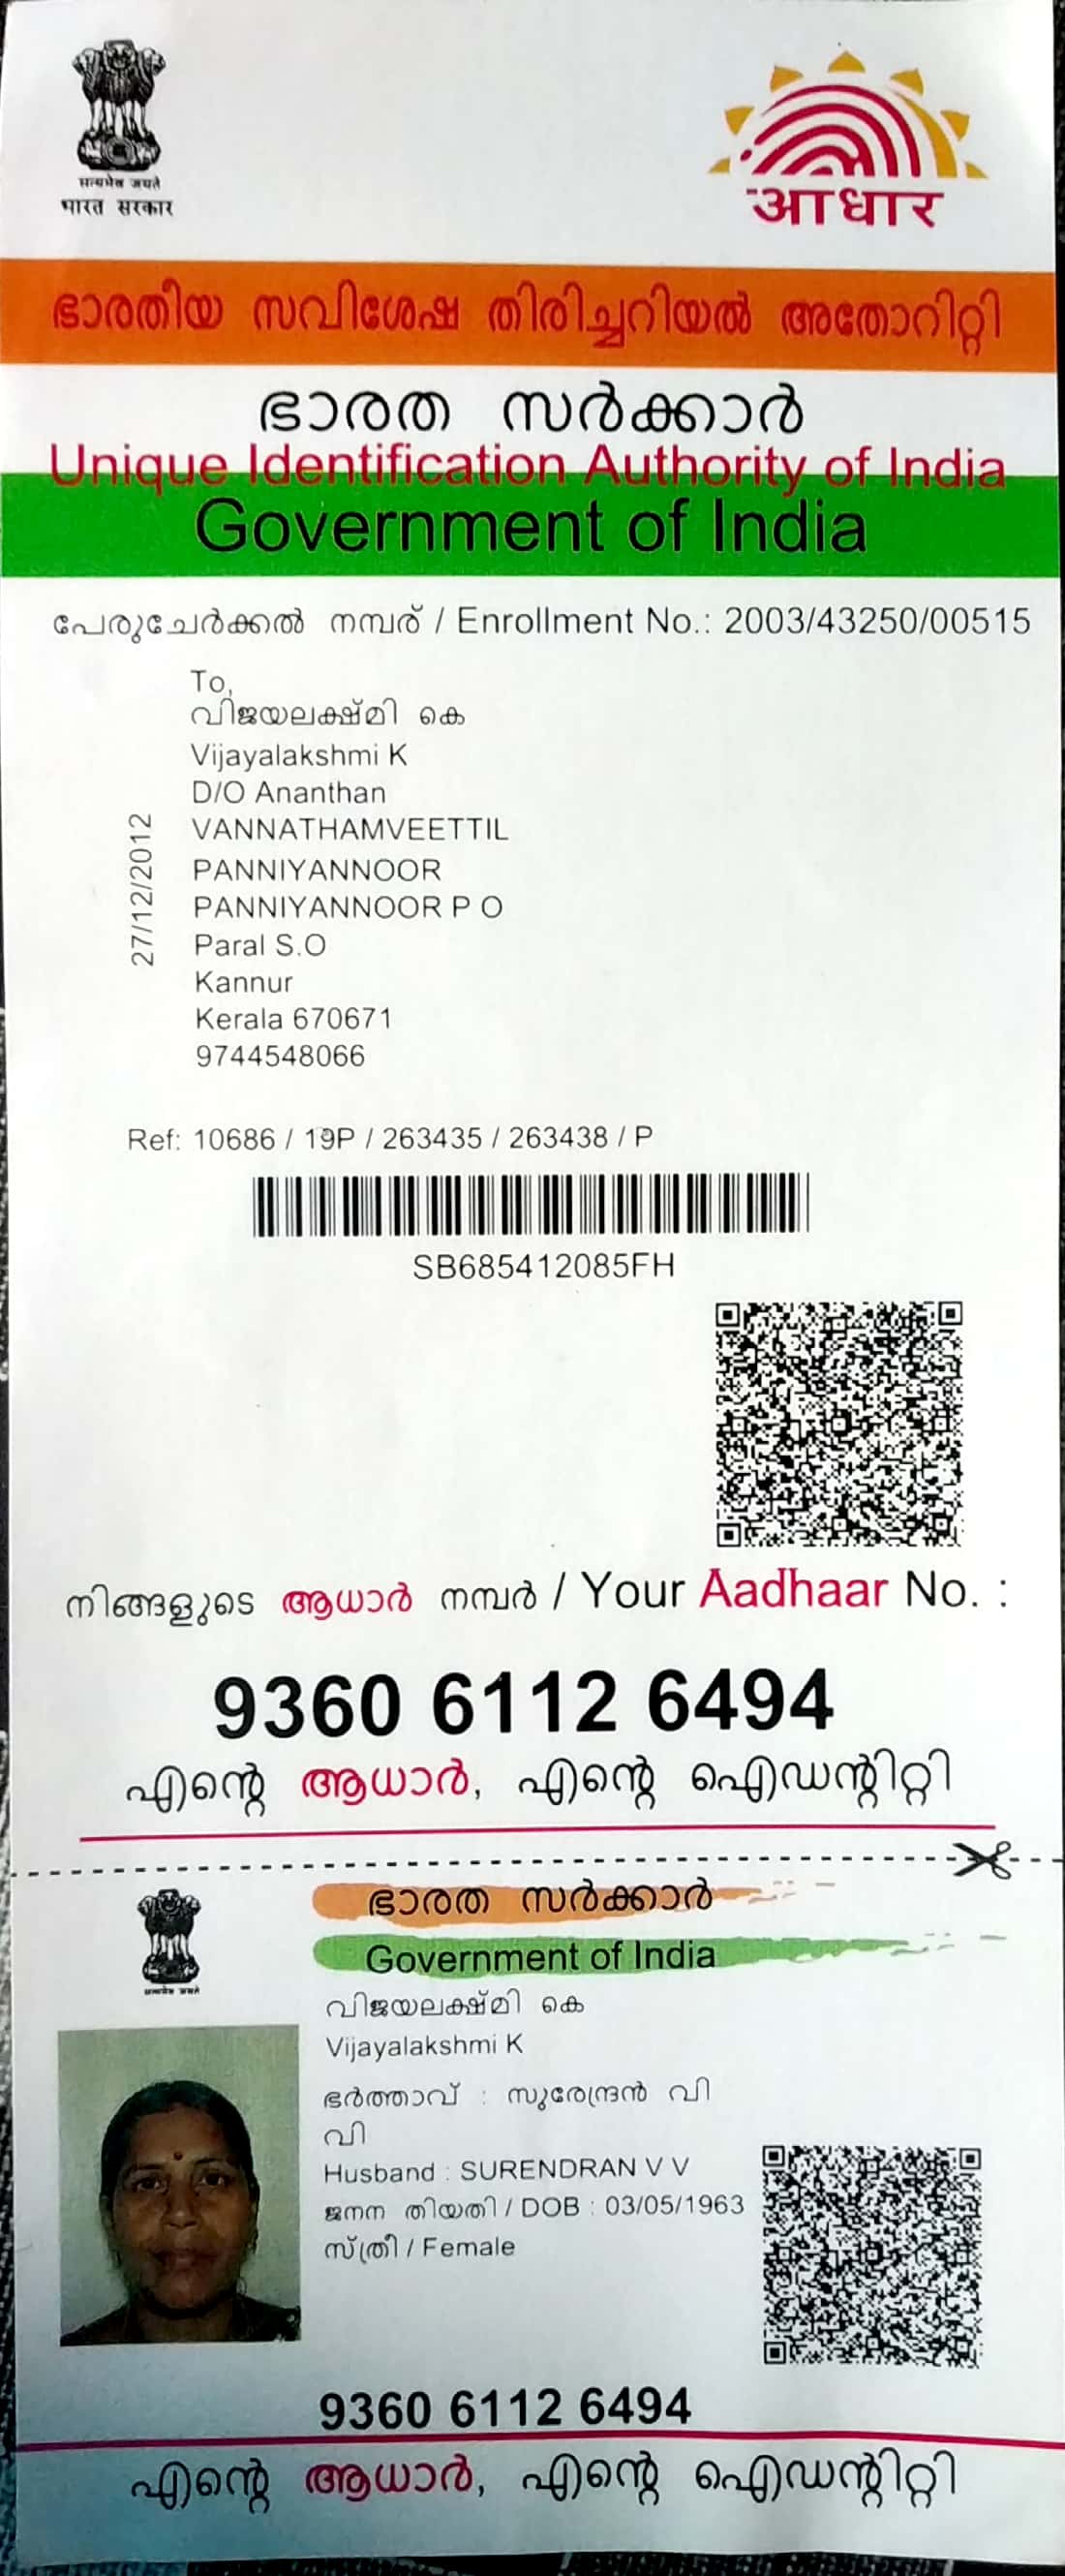 सत्यमेव जयते
भारत सरकार
आधार
ഭാരതീയ സവിശേഷ തിരിച്ചറിയൽ അതോറിറ്റി
ഭാരത സർക്കാർ
Unique Identification Authority of India
Government of India
പേരുചേർക്കൽ നമ്പര് / Enrollment No.: 2003/43250/00515
To,
വിജയലക്ഷ്മി കെ
Vijayalakshmi K
D/O Ananthan
VANNATHAMVEETTIL
PANNIYANNOOR
PANNIYANNOOR P O
Paral S.O
Kannur
Kerala 670671
9744548066
27/12/2012
Ref: 10686 / 19P / 263435 / 263438 / P
SB685412085FH
നിങ്ങളുടെ ആധാർ നമ്പർ / Your Aadhaar No. :
9360 6112 6494
എന്റെ ആധാർ, എന്റെ ഐഡന്റിറ്റി
ഭാരത സർക്കാർ
Government of India
सत्यमेव जयते
വിജയലക്ഷ്മി കെ
Vijayalakshmi K
ഭർത്താവ് : സുരേന്ദ്രൻ വി
വി
Husband : SURENDRAN V V
ജനന തിയതി / DOB : 03/05/1963
സ്ത്രീ / Female
9360 6112 6494
എന്റെ ആധാർ, എന്റെ ഐഡന്റിറ്റി